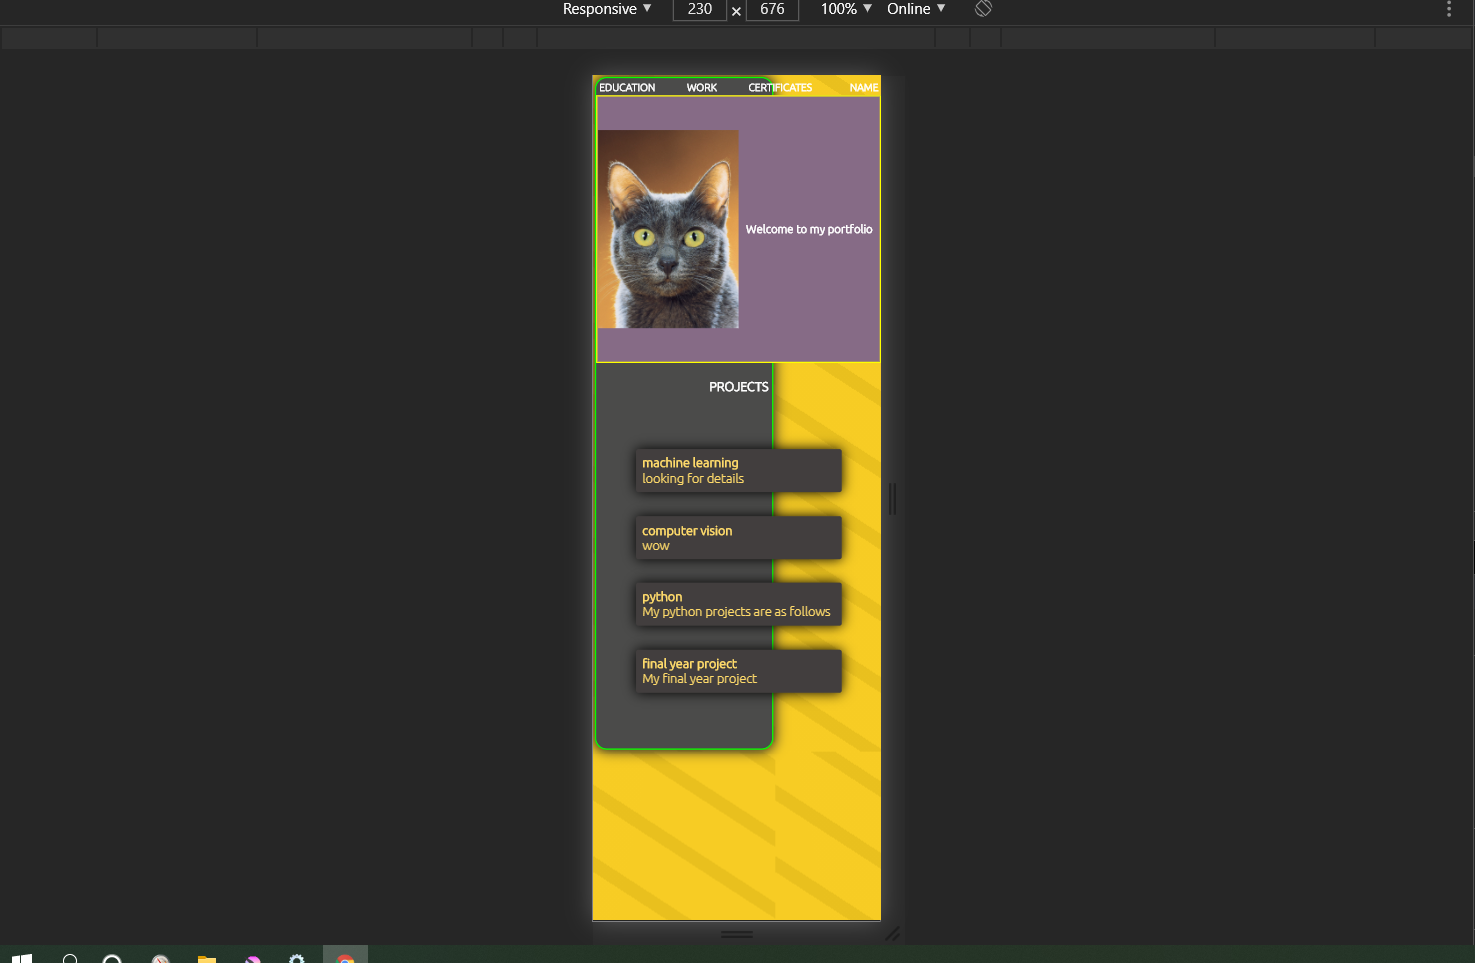 Responsive ▼ 230 × 676 100% ▼ Online ▼
EDUCATION WORK CERTIFICATES NAME
Welcome to my portfolio
PROJECTS
machine learning
looking for details
computer vision
wow
python
My python projects are as follows
final year project
My final year project